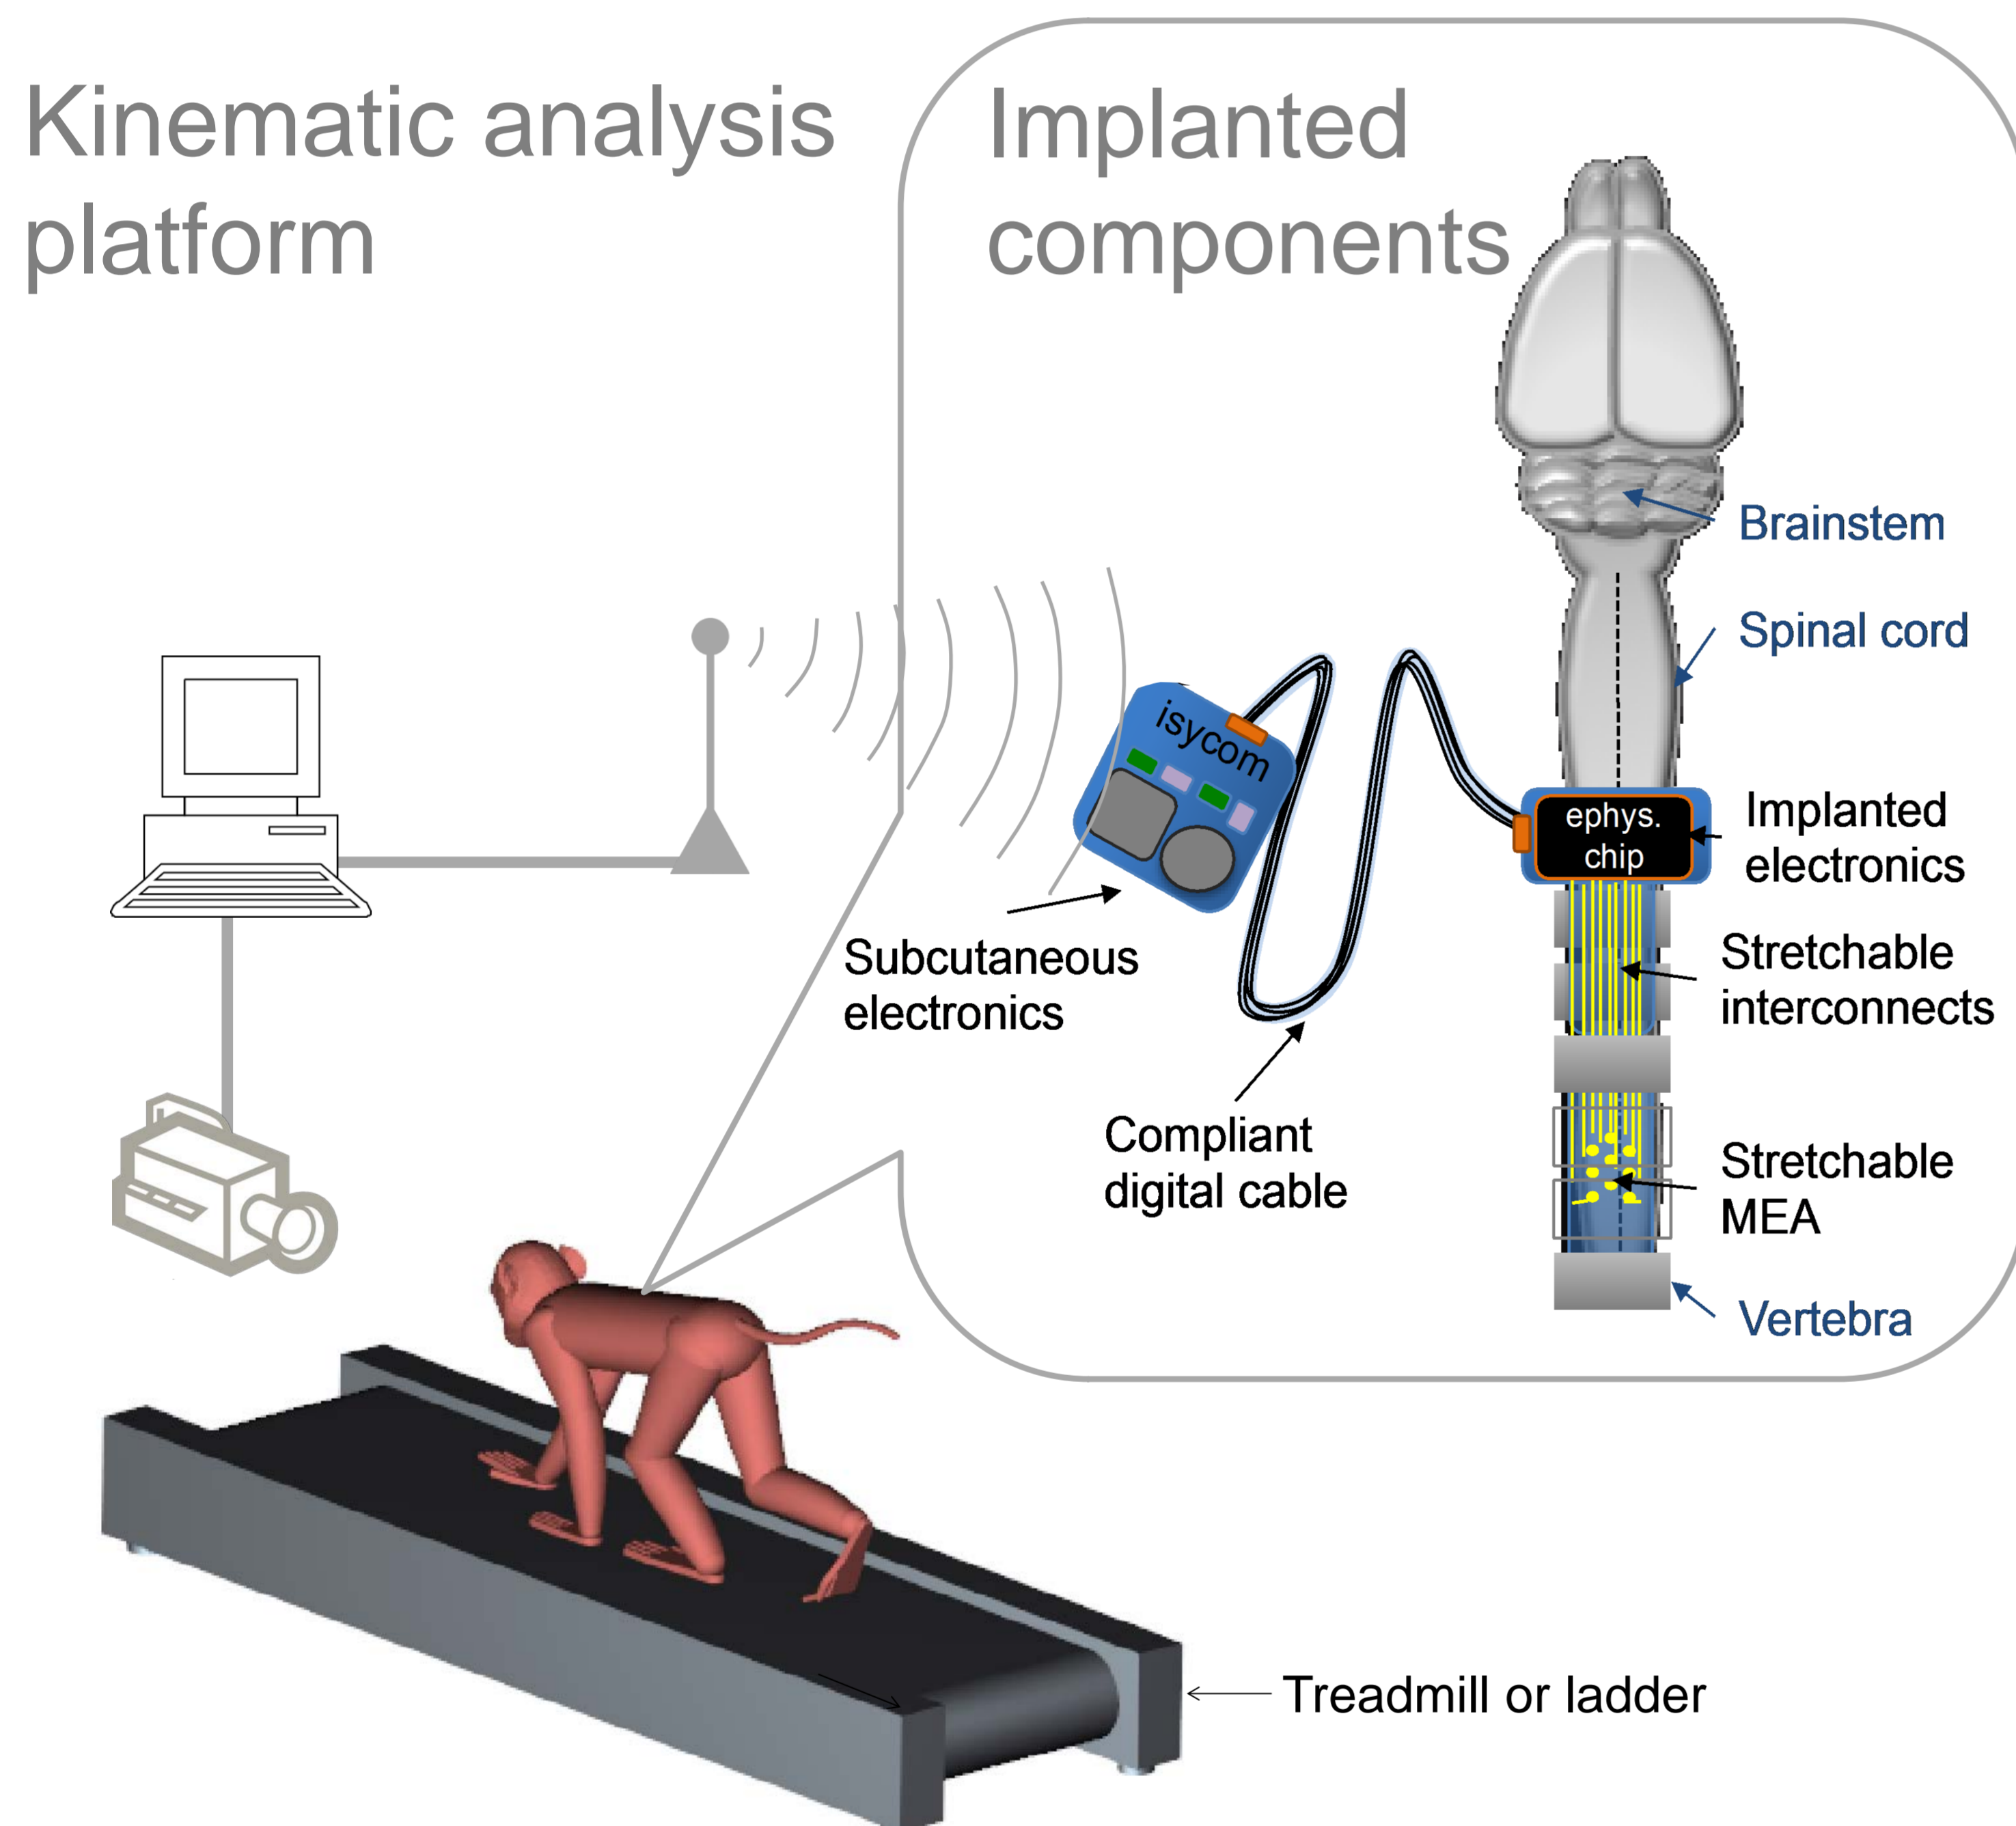 Kinematic analysis
platform
Implanted
components
Brainstem
Spinal cord
isycom
ephys.
chip
Implanted
electronics
Subcutaneous
electronics
Stretchable
interconnects
Compliant
digital cable
Stretchable
MEA
Vertebra
Treadmill or ladder